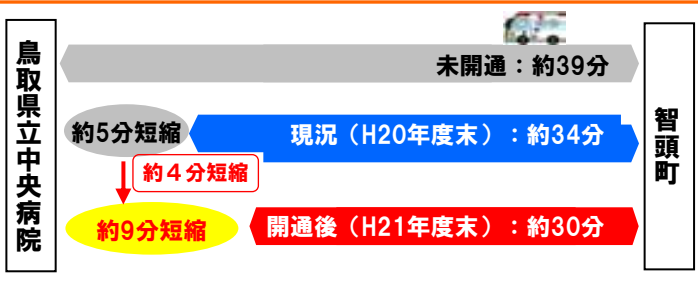 鳥取県立中央病院
未開通：約39分
約5分短縮
現況（H20年度末）：約34分
約４分短縮
約9分短縮
開通後（H21年度末）：約30分
智頭町